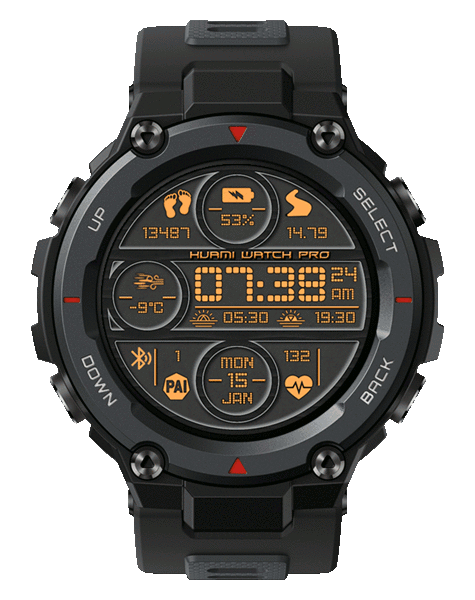 UP
SELECT
53%
13487
14.79
HUAMI WATCH PRO
07:38 24
AM
-9°C
05:30 19:30
1
132
PAI
MON
15
JAN
DOWN
BACK